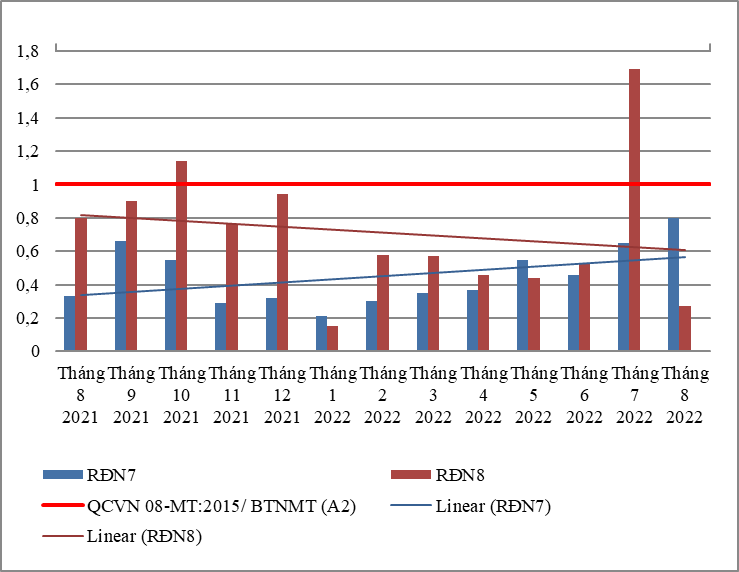 1,8
1,6
1,4
1,2
1
0,8
0,6
0,4
0,2
0
Tháng Tháng Tháng Tháng Tháng Tháng Tháng Tháng Tháng Tháng Tháng Tháng Tháng
8 9 10 11 12 1 2 3 4 5 6 7 8
2021 2021 2021 2021 2021 2022 2022 2022 2022 2022 2022 2022 2022
RĐN7 RĐN8
QCVN 08-MT:2015/ BTNMT (A2) Linear (RĐN7)
Linear (RĐN8)